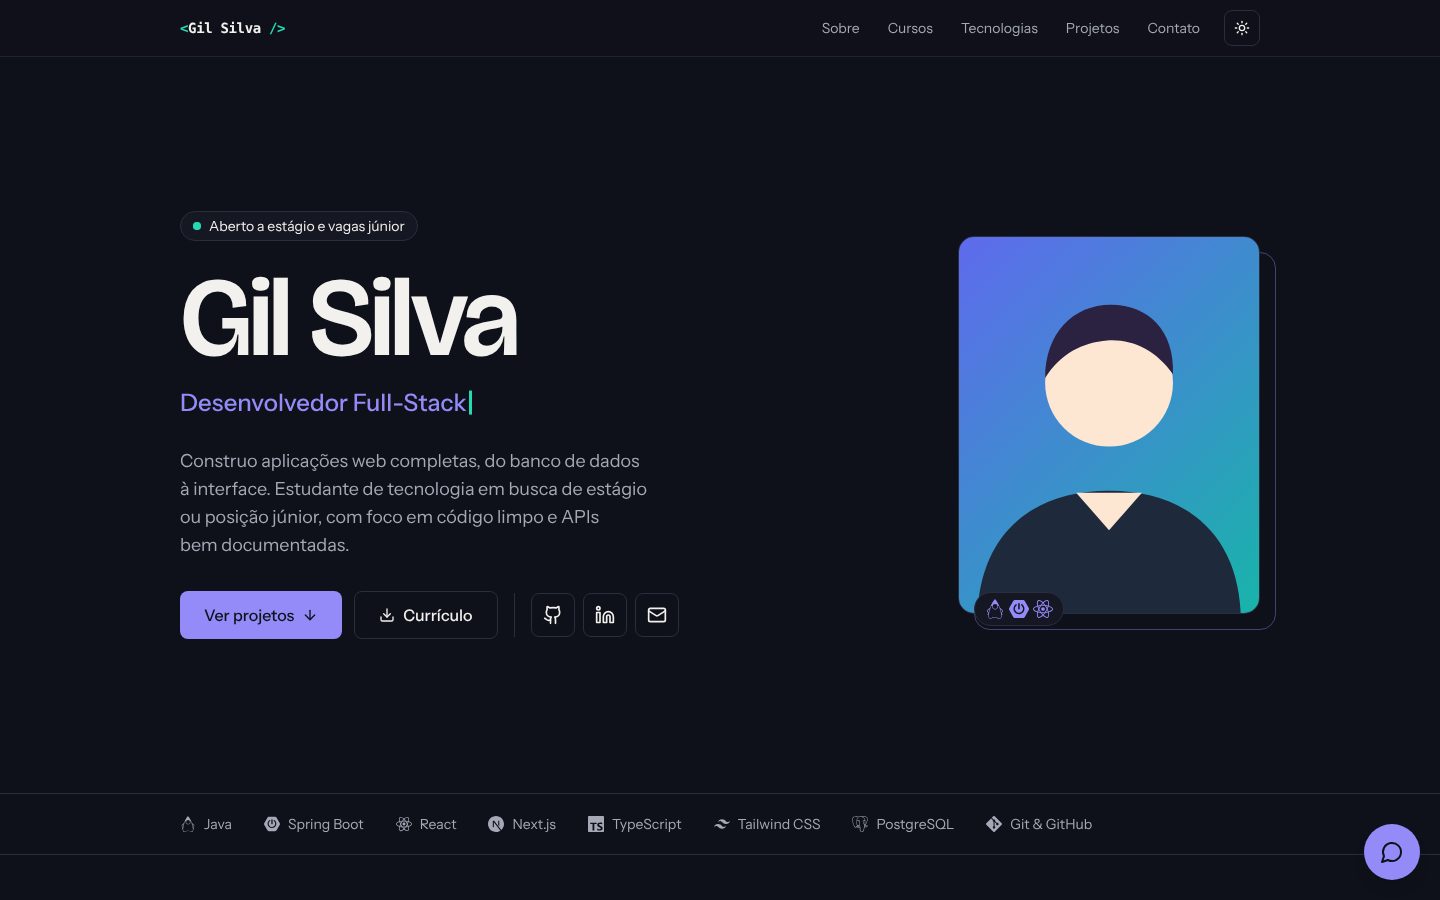 <Gil Silva />
Sobre Cursos Tecnologias Projetos Contato
Aberto a estágio e vagas júnior
Gil Silva
Desenvolvedor Full-Stack
Construo aplicações web completas, do banco de dados
à interface. Estudante de tecnologia em busca de estágio
ou posição júnior, com foco em código limpo e APIs
bem documentadas.
Ver projetos
Currículo
Java Spring Boot React Next.js TypeScript Tailwind CSS PostgreSQL Git & GitHub